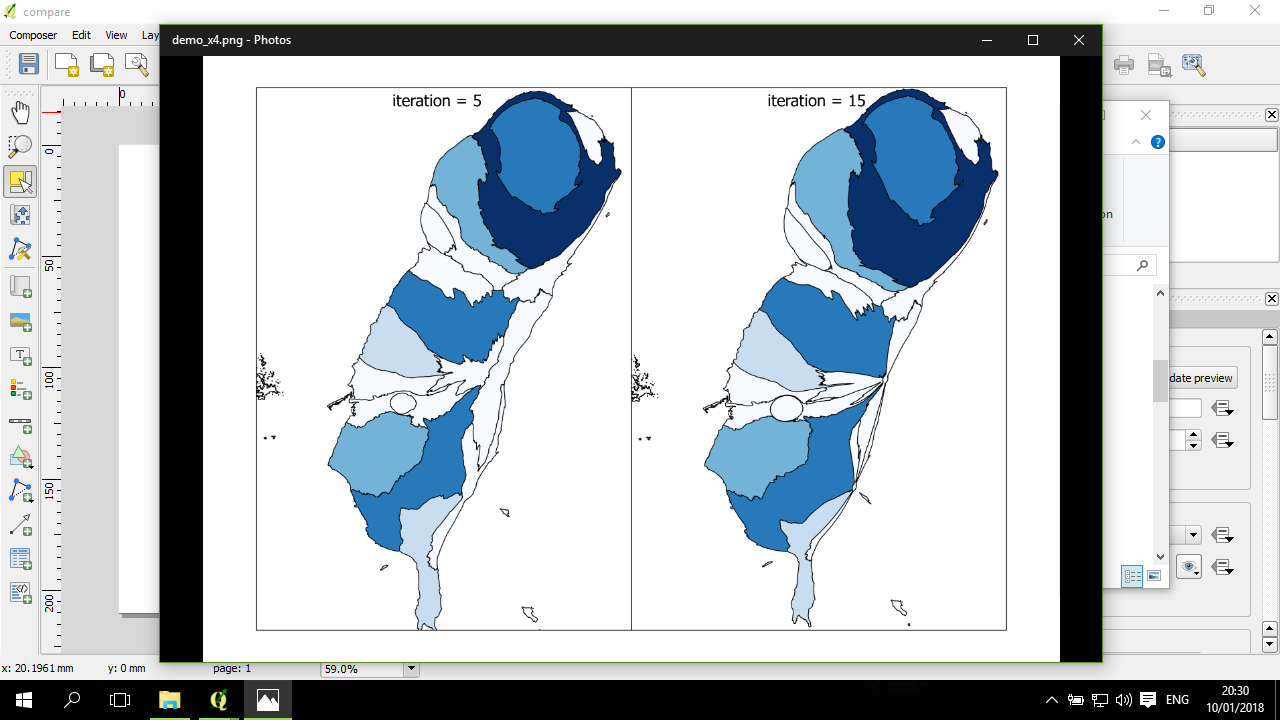 compare
Composer Edit View Lay
demo_x4.png - Photos
0
0
50
100
150
200
iteration = 5
iteration = 15
on
date preview
x: 20.1961 mm y: 0 mm page: 1 59.0%
ENG
20:30
10/01/2018